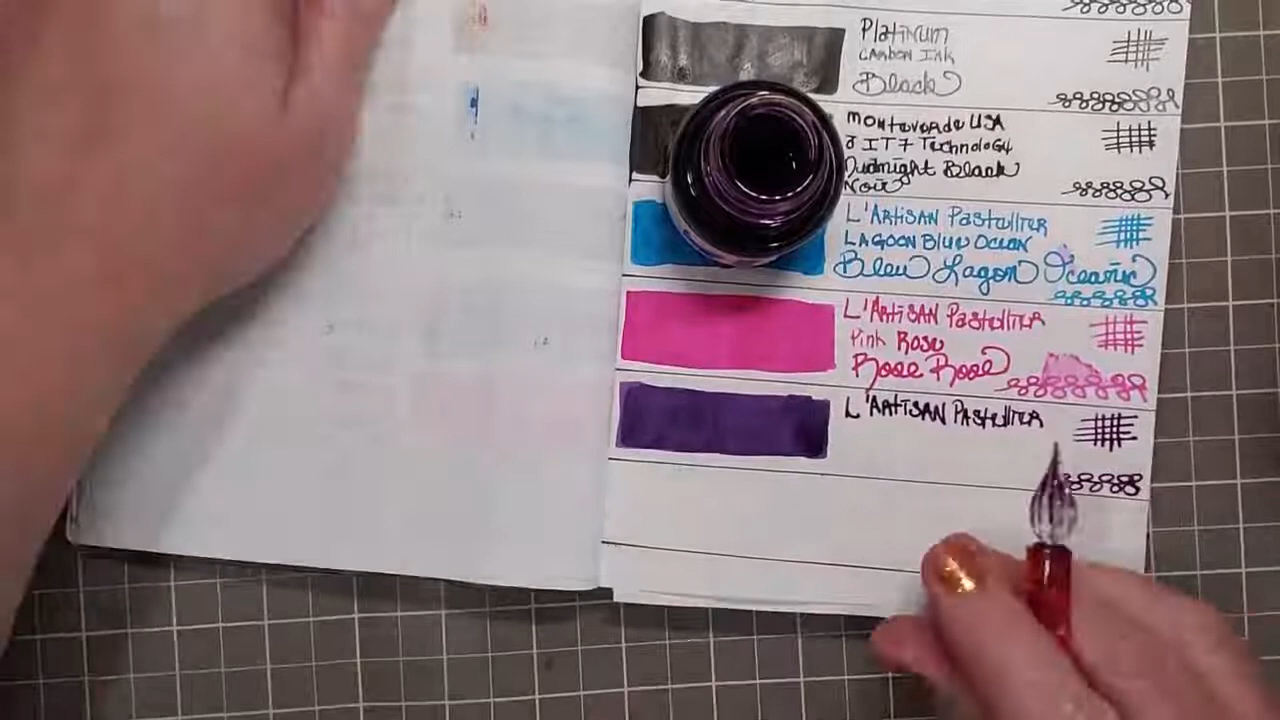 Platinum
Carbon Ink
Black
Monteverde USA
ITF Technology
Midnight Black
Noir
L'Artisan Pastellier
Lagoon Blue Ocean
Bleu Lagon Océanic
L'Artisan Pastellier
Pink Rose
Rose Rose
L'Artisan Pastellier